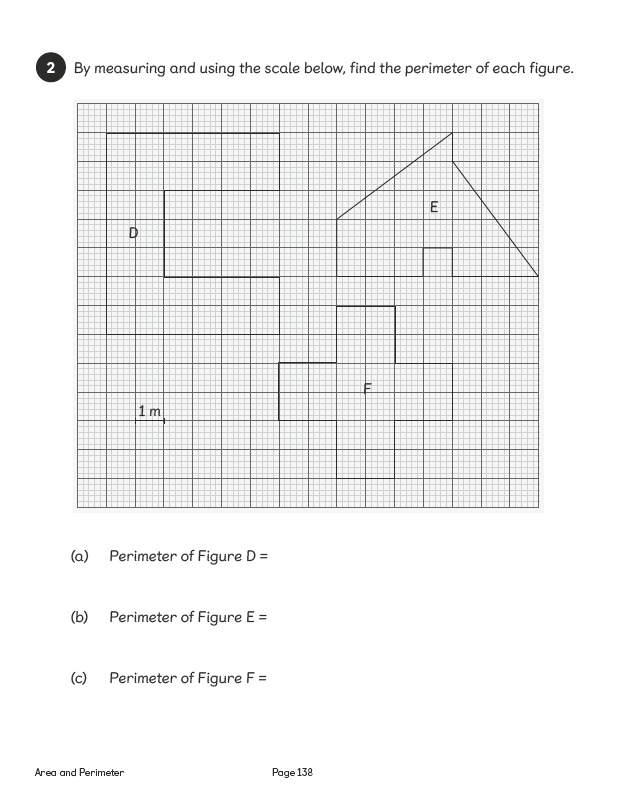 2 By measuring and using the scale below, find the perimeter of each figure.
E
D
F
1 m
(a) Perimeter of Figure D =
(b) Perimeter of Figure E =
(c) Perimeter of Figure F =
Area and Perimeter Page 138